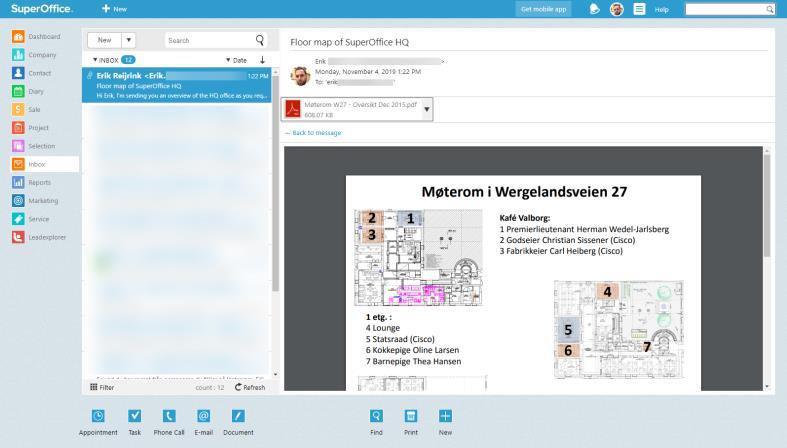 SuperOffice.
New
Get mobile app
Help
Dashboard
Company
Contact
Diary
Sale
Project
Selection
Inbox
Reports
Marketing
Service
Leadexplorer
New
Search
INBOX 12
Date
Erik Reijrink <Erik.
1:22 PM
Floor map of SuperOffice HQ
Hi Erik, I'm sending you an overview of the HQ office as you req...
Filter
count : 12
Refresh
Floor map of SuperOffice HQ
Erik
>
Monday, November 4, 2019 1:22 PM
To: 'erik
Møterom W27 - Oversikt Dec 2015.pdf
608.07 KB
← Back to message
Møterom i Wergelandsveien 27
2
1
3
Kafé Valborg:
1 Premierlieutenant Herman Wedel-Jarlsberg
2 Godseier Christian Sissener (Cisco)
3 Fabrikkeier Carl Heiberg (Cisco)
1 etg. :
4 Lounge
5 Statsraad (Cisco)
6 Kokkepige Oline Larsen
7 Barnepige Thea Hansen
4
5
6
7
Appointment
Task
Phone Call
E-mail
Document
Find
Print
New